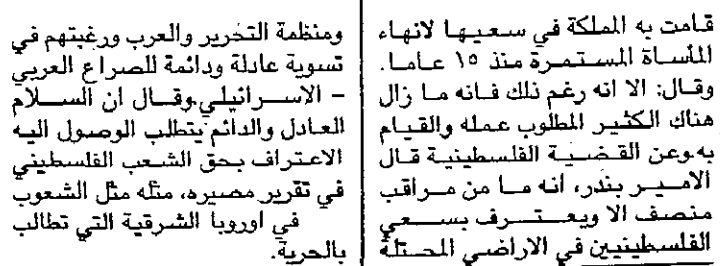 قامت به المملكة في سعيها لانهاء
المأساة المستمرة منذ ١٥ عاما.
وقال: الا انه رغم ذلك فانه ما زال
هناك الكثير المطلوب عمله والقيام
به.وعن القضية الفلسطينية قال
الامير بندر، انه ما من مراقب
منصف الا ويعترف بسعي
الفلسطينيين في الاراضي المحتلة
ومنظمة التحرير والعرب ورغبتهم في
تسوية عادلة ودائمة للصراع العربي
– الاسرائيلي.وقال ان السلام
العادل والدائم يتطلب الوصول اليه
الاعتراف بحق الشعب الفلسطيني
في تقرير مصيره، مثله مثل الشعوب
في اوروبا الشرقية التي تطالب
بالحرية.